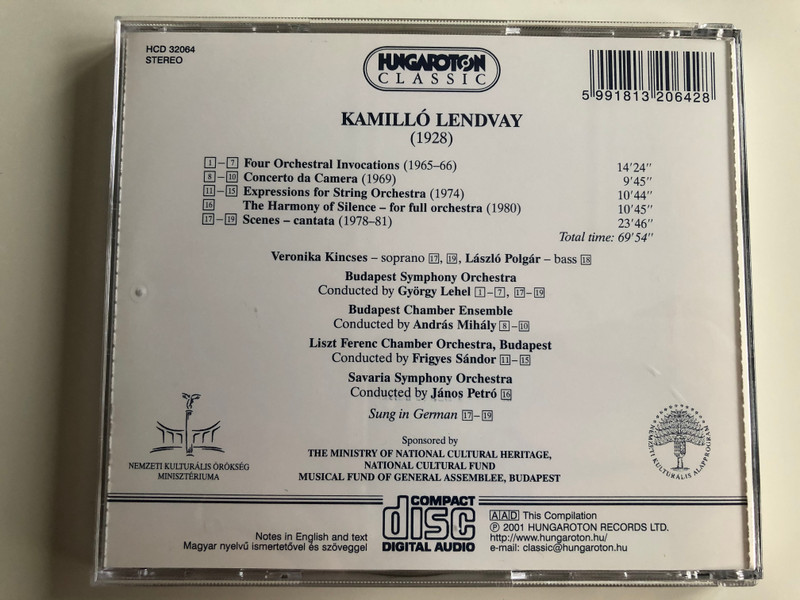 HCD 32064
STEREO
HUNGAROTON
CLASSIC
5 991813 206428
KAMILLÓ LENDVAY
(1928)
1 – 7 Four Orchestral Invocations (1965–66) 14'24"
8 – 10 Concerto da Camera (1969) 9'45"
11 – 15 Expressions for String Orchestra (1974) 10'44"
16 The Harmony of Silence – for full orchestra (1980) 10'45"
17 – 19 Scenes – cantata (1978–81) 23'46"
Total time: 69'54"
Veronika Kincses – soprano 17, 19, László Polgár – bass 18
Budapest Symphony Orchestra
Conducted by György Lehel 1 – 7, 17 – 19
Budapest Chamber Ensemble
Conducted by András Mihály 8 – 10
Liszt Ferenc Chamber Orchestra, Budapest
Conducted by Frigyes Sándor 11 – 15
Savaria Symphony Orchestra
Conducted by János Petró 16
Sung in German 17 – 19
Sponsored by
THE MINISTRY OF NATIONAL CULTURAL HERITAGE,
NATIONAL CULTURAL FUND
MUSICAL FUND OF GENERAL ASSEMBLEE, BUDAPEST
NEMZETI KULTURÁLIS ÖRÖKSÉG
MINISZTÉRIUMA
NEMZETI KULTURÁLIS ALAPPROGRAM
Notes in English and text
Magyar nyelvű ismertetővel és szöveggel
COMPACT
disc
DIGITAL AUDIO
AAD This Compilation
℗ 2001 HUNGAROTON RECORDS LTD.
http://www.hungaroton.hu/
e-mail: classic@hungaroton.hu